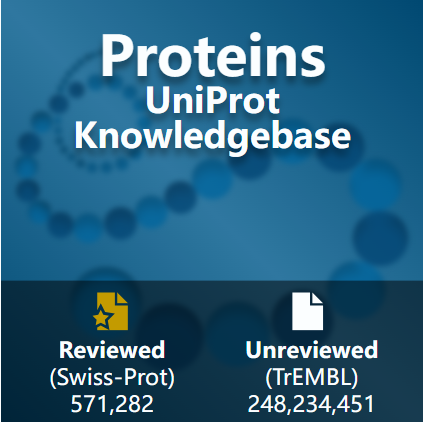 Proteins
UniProt
Knowledgebase
Reviewed
(Swiss-Prot)
571,282
Unreviewed
(TrEMBL)
248,234,451